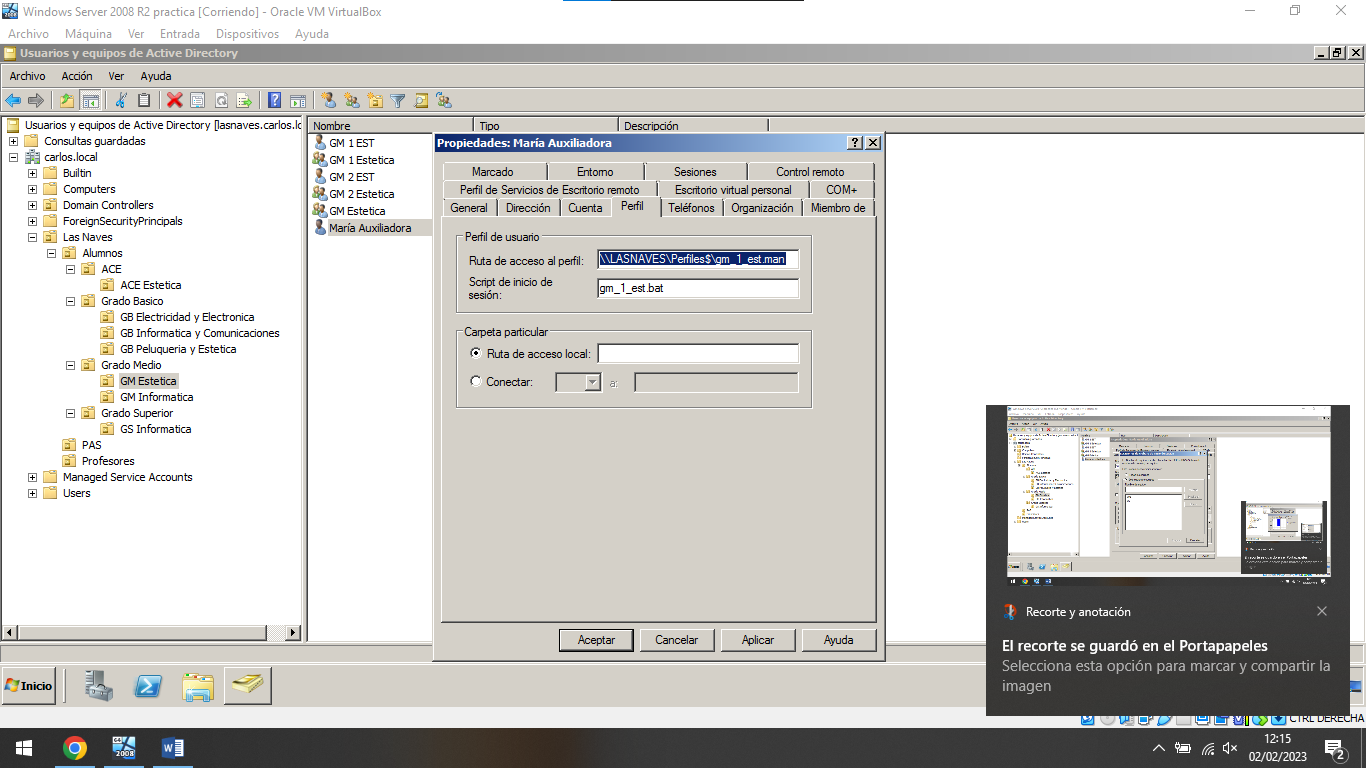 Windows Server 2008 R2 practica [Corriendo] - Oracle VM VirtualBox
Archivo Máquina Ver Entrada Dispositivos Ayuda
Usuarios y equipos de Active Directory
Archivo Acción Ver Ayuda
Usuarios y equipos de Active Directory [lasnaves.carlos.lo
Consultas guardadas
carlos.local
Builtin
Computers
Domain Controllers
ForeignSecurityPrincipals
Las Naves
Alumnos
ACE
ACE Estetica
Grado Basico
GB Electricidad y Electronica
GB Informatica y Comunicaciones
GB Peluqueria y Estetica
Grado Medio
GM Estetica
GM Informatica
Grado Superior
GS Informatica
PAS
Profesores
Managed Service Accounts
Users
Nombre Tipo Descripción
GM 1 EST
GM 1 Estetica
GM 2 EST
GM 2 Estetica
GM Estetica
María Auxiliadora
Propiedades: María Auxiliadora
Marcado Entorno Sesiones Control remoto
Perfil de Servicios de Escritorio remoto Escritorio virtual personal COM+
General Dirección Cuenta Perfil Teléfonos Organización Miembro de
Perfil de usuario
Ruta de acceso al perfil: \\LASNAVES\Perfiles$\gm_1_est.man
Script de inicio de
sesión: gm_1_est.bat
Carpeta particular
Ruta de acceso local:
Conectar: a:
Aceptar Cancelar Aplicar Ayuda
Recorte y anotación
El recorte se guardó en el Portapapeles
Selecciona esta opción para marcar y compartir la
imagen
Inicio
CTRL DERECHA
2008
12:15
02/02/2023
2